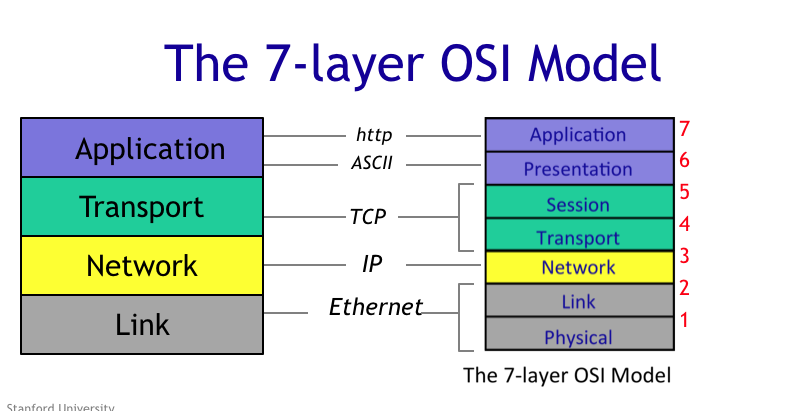 The 7-layer OSI Model
Application
Transport
Network
Link
http
ASCII
TCP
IP
Ethernet
Application
Presentation
Session
Transport
Network
Link
Physical
7
6
5
4
3
2
1
The 7-layer OSI Model
Stanford University